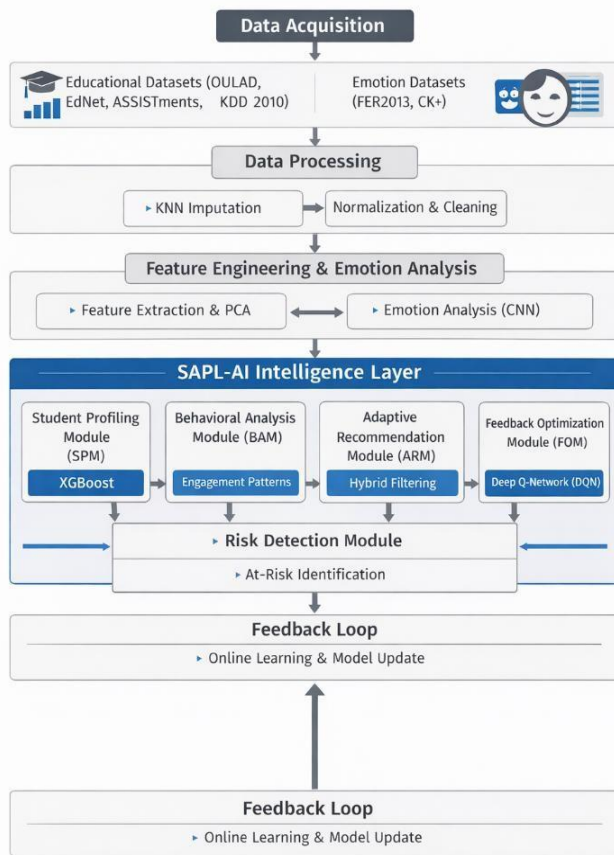 Data Acquisition
Educational Datasets (OULAD,
EdNet, ASSISTments, KDD 2010)
Emotion Datasets
(FER2013, CK+)
Data Processing
KNN Imputation
Normalization & Cleaning
Feature Engineering & Emotion Analysis
Feature Extraction & PCA
Emotion Analysis (CNN)
SAPL-AI Intelligence Layer
Student Profiling
Module
(SPM)
XGBoost
Behavioral Analysis
Module (BAM)
Engagement Patterns
Adaptive
Recommendation
Module (ARM)
Hybrid Filtering
Feedback Optimization
Module (FOM)
Deep Q-Network (DQN)
Risk Detection Module
At-Risk Identification
Feedback Loop
Online Learning & Model Update
Feedback Loop
Online Learning & Model Update